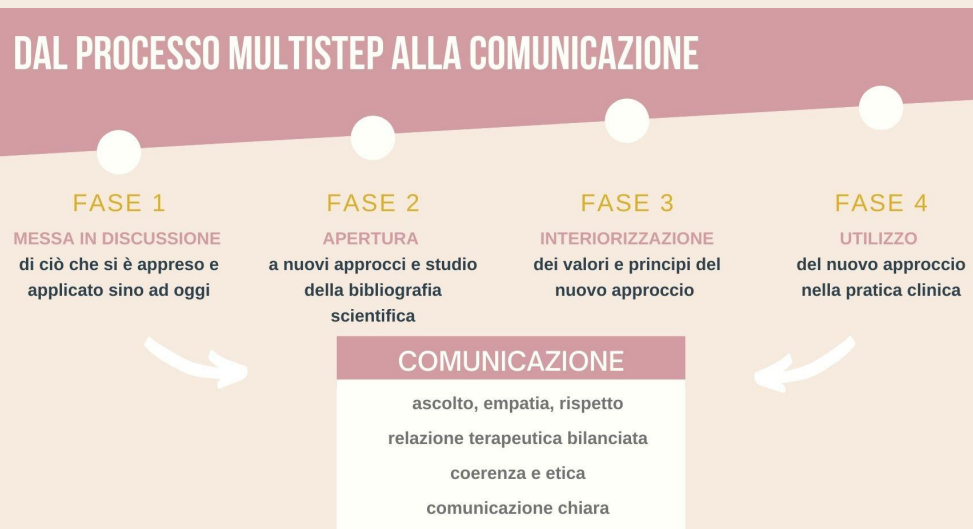 DAL PROCESSO MULTISTEP ALLA COMUNICAZIONE
FASE 1
MESSA IN DISCUSSIONE
di ciò che si è appreso e
applicato sino ad oggi
FASE 2
APERTURA
a nuovi approcci e studio
della bibliografia
scientifica
FASE 3
INTERIORIZZAZIONE
dei valori e principi del
nuovo approccio
FASE 4
UTILIZZO
del nuovo approccio
nella pratica clinica
COMUNICAZIONE
ascolto, empatia, rispetto
relazione terapeutica bilanciata
coerenza e etica
comunicazione chiara